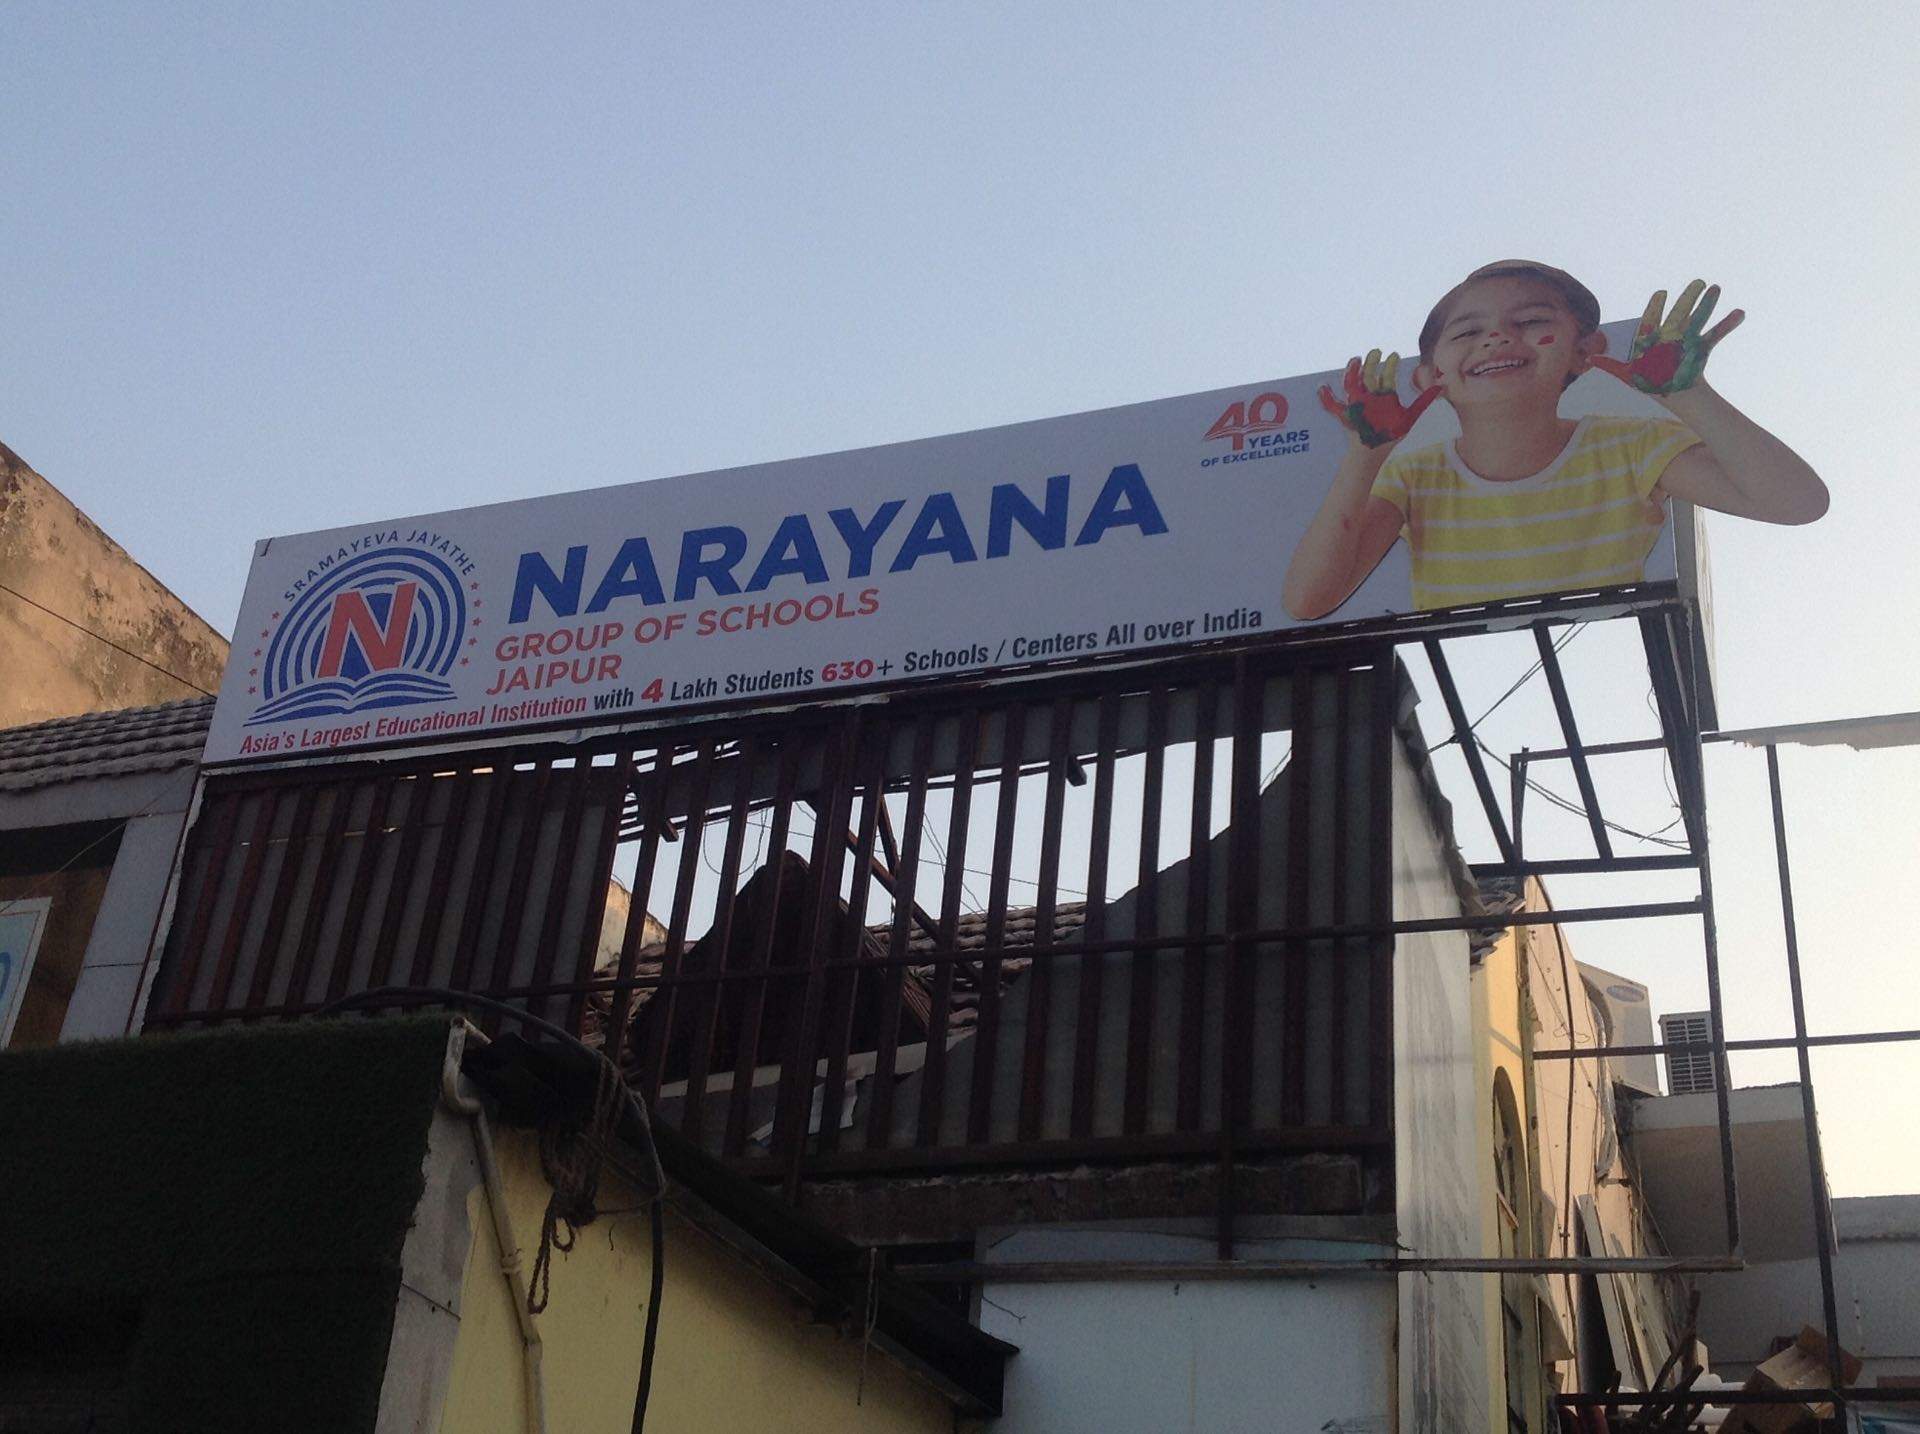 SRAMAYEVA JAYATHE
N
NARAYANA
GROUP OF SCHOOLS
JAIPUR
Asia's Largest Educational Institution with 4 Lakh Students 630+ Schools / Centers All over India
40
YEARS
OF EXCELLENCE